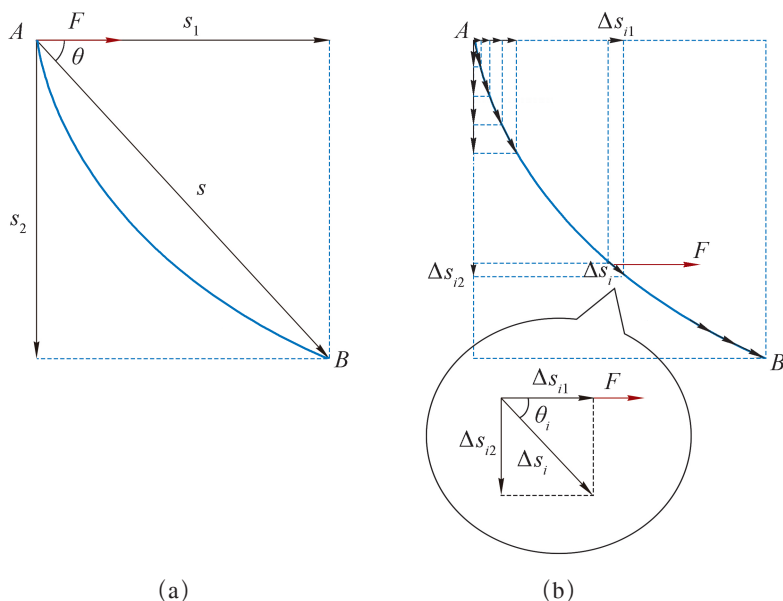 A F s₁
θ
s
s₂
B
(a)
A Δsᵢ₁
F
Δsᵢ₂ Δsᵢ
B
Δsᵢ₁ F
θᵢ
Δsᵢ₂ Δsᵢ
(b)